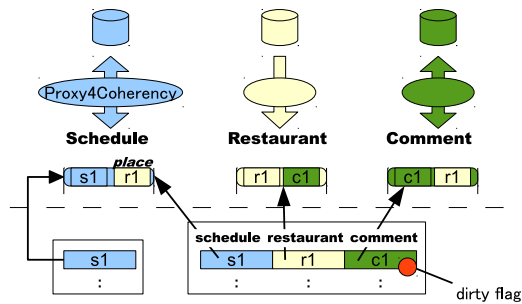 Proxy4Coherency
Schedule
Restaurant
Comment
place
s1 r1
r1 c1
c1 r1
schedule restaurant comment
s1
s1 r1 c1
: : : :
dirty flag